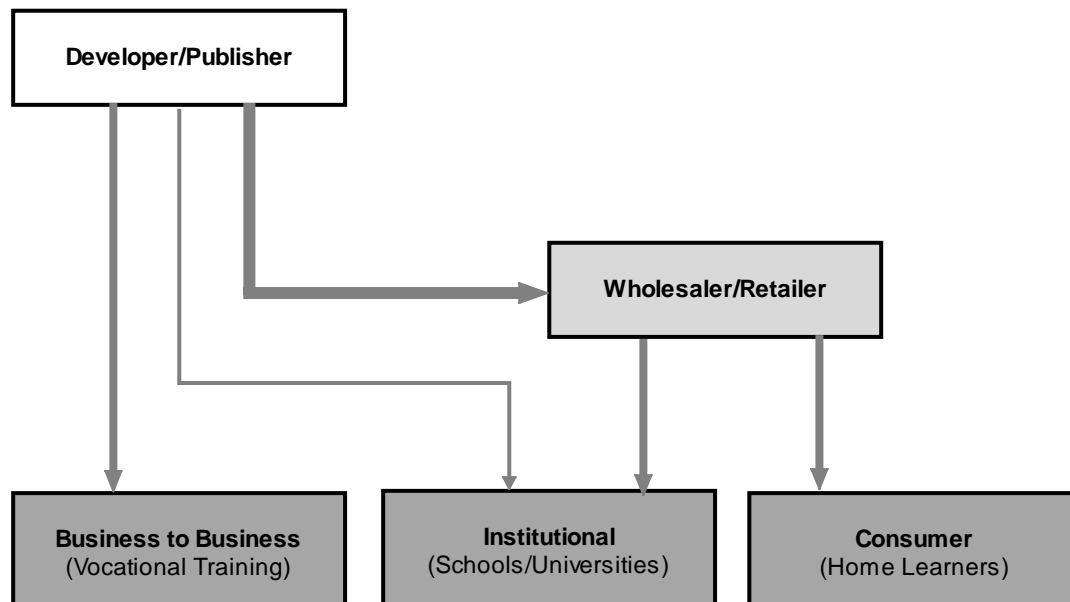 Developer/Publisher
Wholesaler/Retailer
Business to Business
(Vocational Training)
Institutional
(Schools/Universities)
Consumer
(Home Learners)